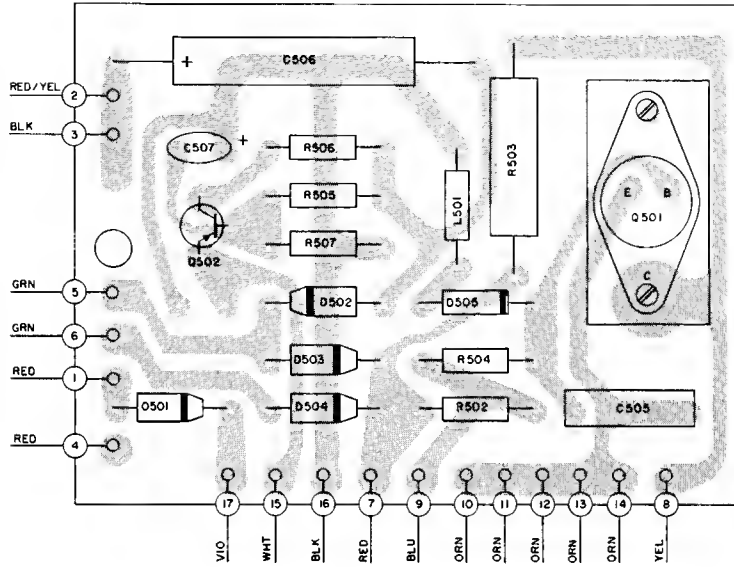 + C506
RED/YEL 2
BLK 3
C507 +
R506
R503
R505
L501
E B
Q501
Q502
R507
C
GRN 5
D502
D505
GRN 6
D503
R504
RED 1
D501
D504
R502
C505
RED 4
17 15 16 7 9 10 11 12 13 14 8
VIO WHT BLK RED BLU ORN ORN ORN ORN ORN YEL